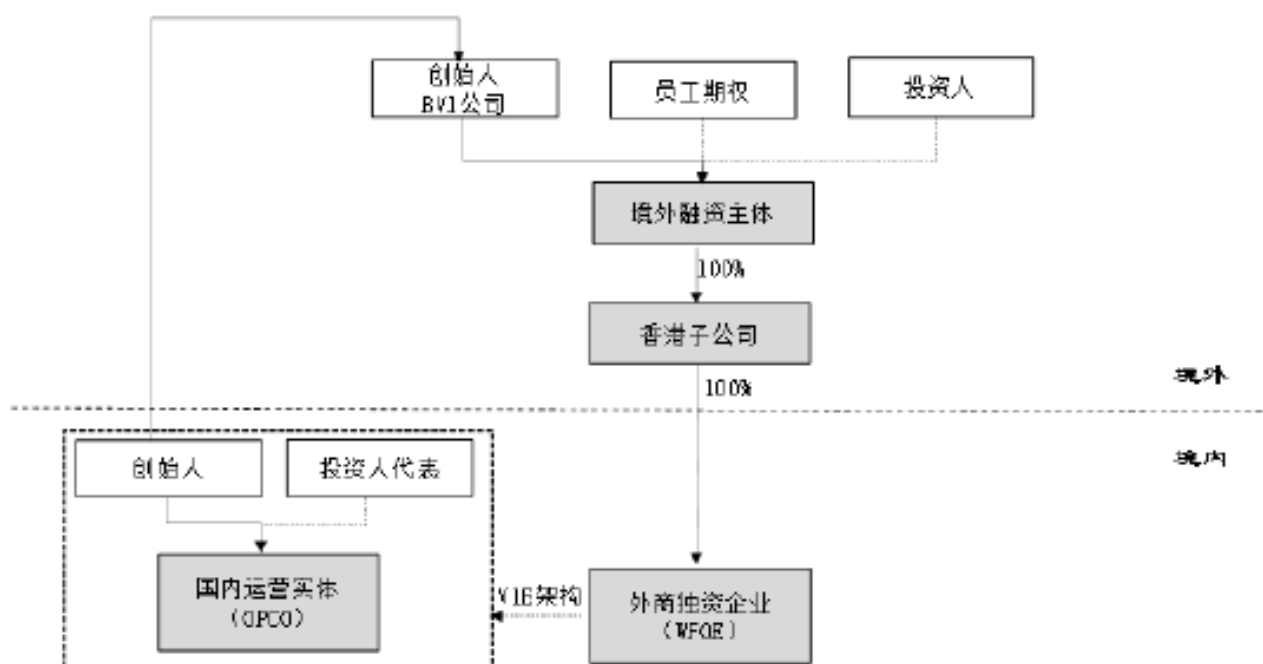 创始人
BVI公司
员工期权
投资人
境外融资主体
100%
香港子公司
100%
境外
境内
创始人
投资人代表
国内运营实体
(OPCO)
VIE架构
外商独资企业
(WFOE)